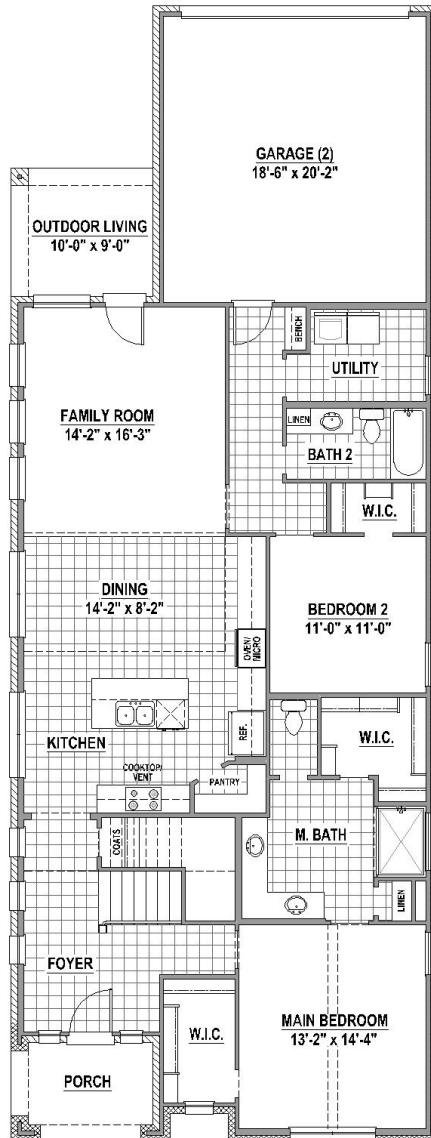 GARAGE (2)
18'-6" x 20'-2"
OUTDOOR LIVING
10'-0" x 9'-0"
BENCH
UTILITY
FAMILY ROOM
14'-2" x 16'-3"
LINEN
BATH 2
W.I.C.
DINING
14'-2" x 8'-2"
BEDROOM 2
11'-0" x 11'-0"
OVEN/
MICRO
REF.
KITCHEN
W.I.C.
COOKTOP/
VENT
PANTRY
COATS
M. BATH
LINEN
FOYER
MAIN BEDROOM
13'-2" x 14'-4"
W.I.C.
PORCH